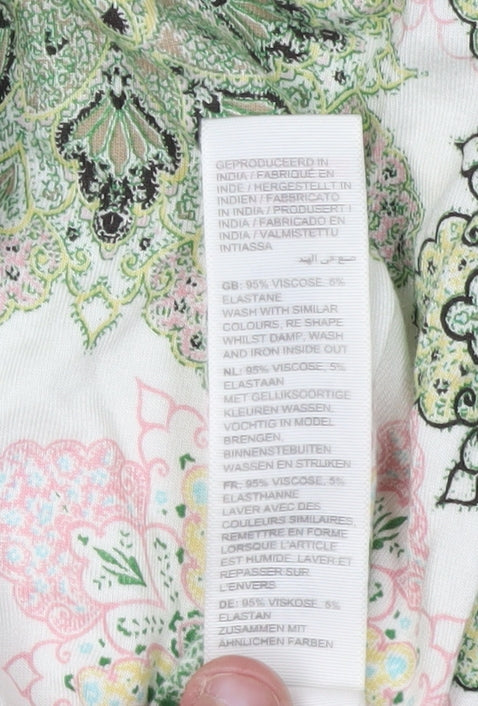 GEPRODUCEERD IN
INDIA / FABRIQUÉ EN
INDE / HERGESTELLT IN
INDIEN / FABBRICATO
IN INDIA / PRODUSERT I
INDIA / FABRICADO EN
INDIA / VALMISTETTU
INTIASSA
صنع في الهند
GB: 95% VISCOSE, 5%
ELASTANE
WASH WITH SIMILAR
COLOURS, RE SHAPE
WHILST DAMP, WASH
AND IRON INSIDE OUT
NL: 95% VISCOSE, 5%
ELASTAAN
MET GELIJKSOORTIGE
KLEUREN WASSEN,
VOCHTIG IN MODEL
BRENGEN,
BINNENSTEBUITEN
WASSEN EN STRIJKEN
FR: 95% VISCOSE, 5%
ELASTHANNE
LAVER AVEC DES
COULEURS SIMILAIRES,
REMETTRE EN FORME
LORSQUE L'ARTICLE
EST HUMIDE, LAVER ET
REPASSER SUR
L'ENVERS
DE: 95% VISKOSE, 5%
ELASTAN
ZUSAMMEN MIT
ÄHNLICHEN FARBEN